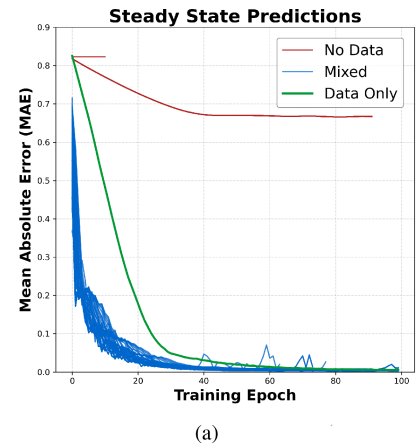 Steady State Predictions
Mean Absolute Error (MAE)
0.9
0.8
0.7
0.6
0.5
0.4
0.3
0.2
0.1
0.0
No Data
Mixed
Data Only
0 20 40 60 80 100
Training Epoch
(a)